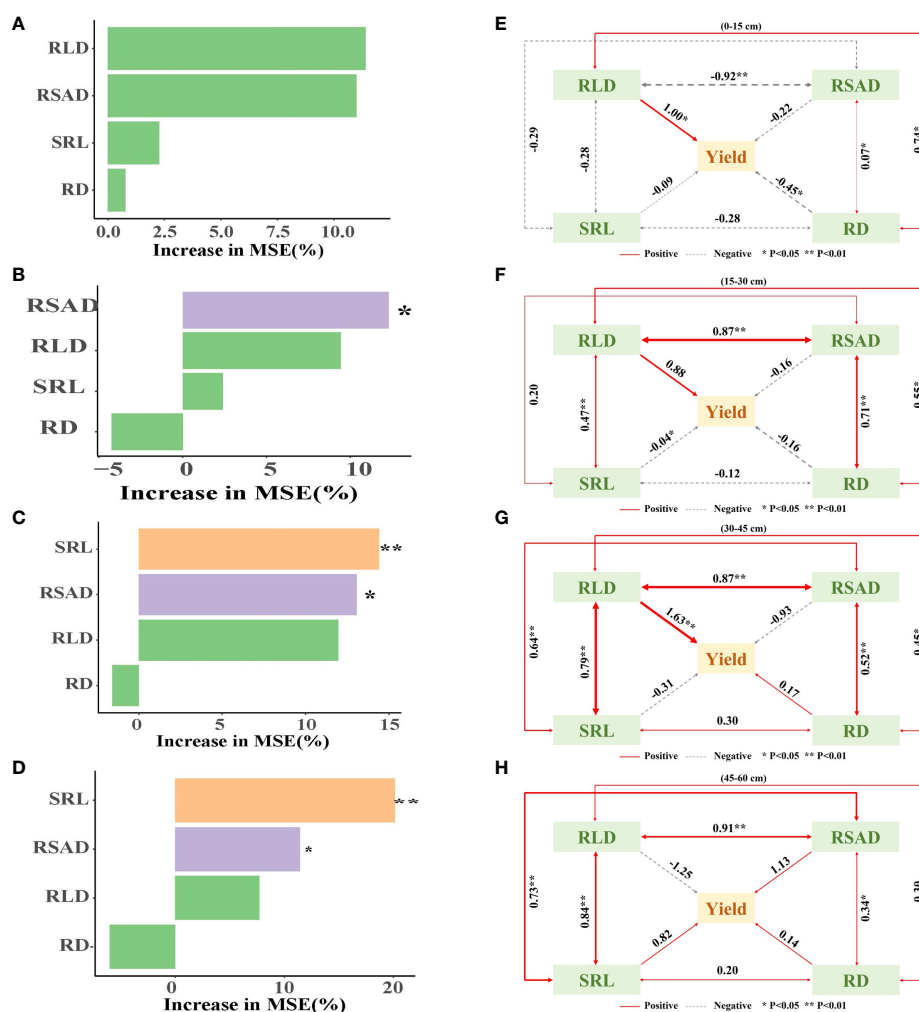 A
RLD
RSAD
SRL
RD
0.0 2.5 5.0 7.5 10.0
Increase in MSE(%)
B
RSAD *
RLD
SRL
RD
−5 0 5 10
Increase in MSE(%)
C
SRL **
RSAD *
RLD
RD
0 5 10 15
Increase in MSE(%)
D
SRL **
RSAD *
RLD
RD
0 10 20
Increase in MSE(%)
E
(0-15 cm)
RLD -0.92** RSAD
1.00* -0.22
-0.29 -0.28 Yield 0.07* 0.74*
-0.09 -0.45*
SRL -0.28 RD
Positive Negative * P<0.05 ** P<0.01
F
(15-30 cm)
RLD 0.87** RSAD
0.88 -0.16
0.20 0.47** Yield 0.71** 0.55*
-0.04* -0.16
SRL -0.12 RD
Positive Negative * P<0.05 ** P<0.01
G
(30-45 cm)
RLD 0.87** RSAD
1.63** -0.93
0.64** 0.79** Yield 0.52** 0.45*
-0.31 0.17
SRL 0.30 RD
Positive Negative * P<0.05 ** P<0.01
H
(45-60 cm)
RLD 0.91** RSAD
-1.25 1.13
0.73** 0.84** Yield 0.34*
0.82 0.14
SRL 0.20 RD
Positive Negative * P<0.05 ** P<0.01